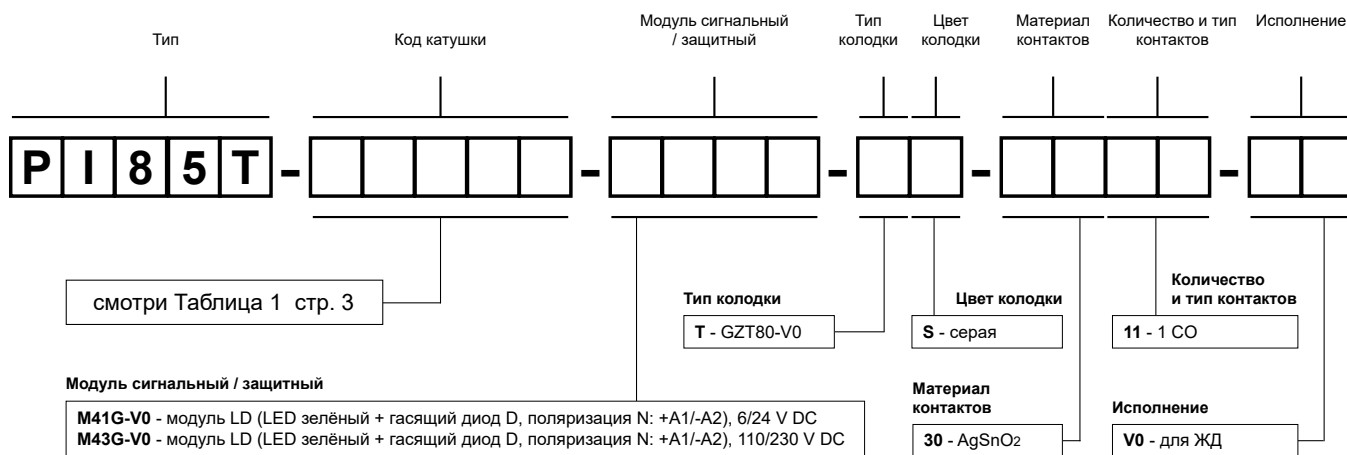 Тип
Код катушки
Модуль сигнальный
/ защитный
Тип
колодки
Цвет
колодки
Материал
контактов
Количество и тип
контактов
Исполнение
PI85T - - - - -
смотри Таблица 1 стр. 3
Тип колодки
T - GZT80-V0
Цвет колодки
S - серая
Количество
и тип контактов
11 - 1 CO
Модуль сигнальный / защитный
M41G-V0 - модуль LD (LED зелёный + гасящий диод D, поляризация N: +A1/-A2), 6/24 V DC
M43G-V0 - модуль LD (LED зелёный + гасящий диод D, поляризация N: +A1/-A2), 110/230 V DC
Материал
контактов
30 - AgSnO2
Исполнение
V0 - для ЖД